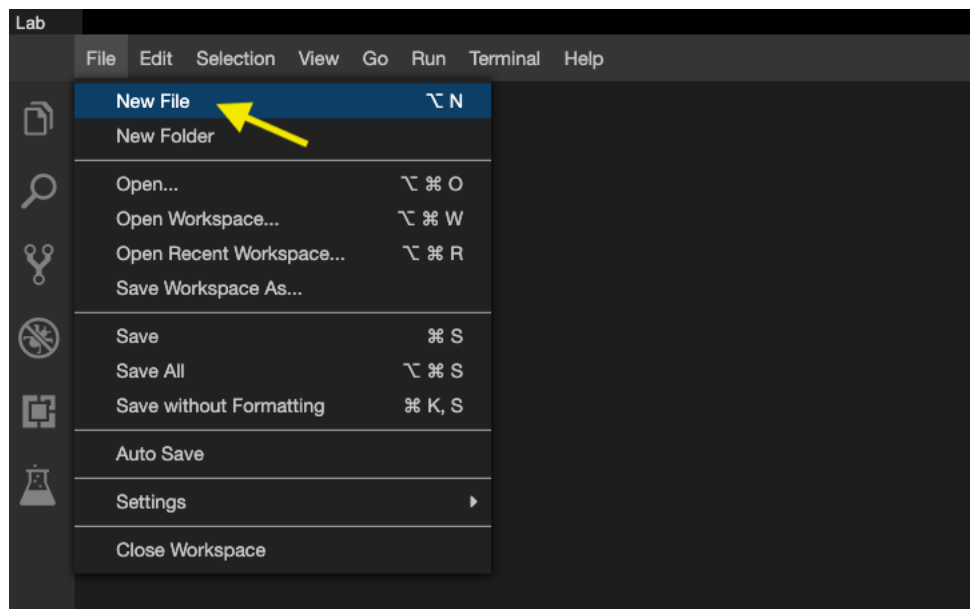 Lab
File Edit Selection View Go Run Terminal Help
New File ⌥ N
New Folder
Open... ⌥ ⌘ O
Open Workspace... ⌥ ⌘ W
Open Recent Workspace... ⌥ ⌘ R
Save Workspace As...
Save ⌘ S
Save All ⌥ ⌘ S
Save without Formatting ⌘ K, S
Auto Save
Settings
Close Workspace